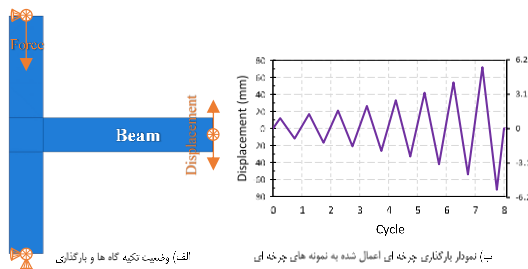 Force
Beam
Displacement
80
60
40
20
0
20
40
60
80
Displacement (mm)
0 1 2 3 4 5 6 7 8
Cycle
6.2
3.1
0
-3.1
-6.2
الف) وضعیت تکیه گاه ها و بارگذاری
ب) نمودار بارگذاری چرخه ای اعمال شده به نمونه های چرخه ای